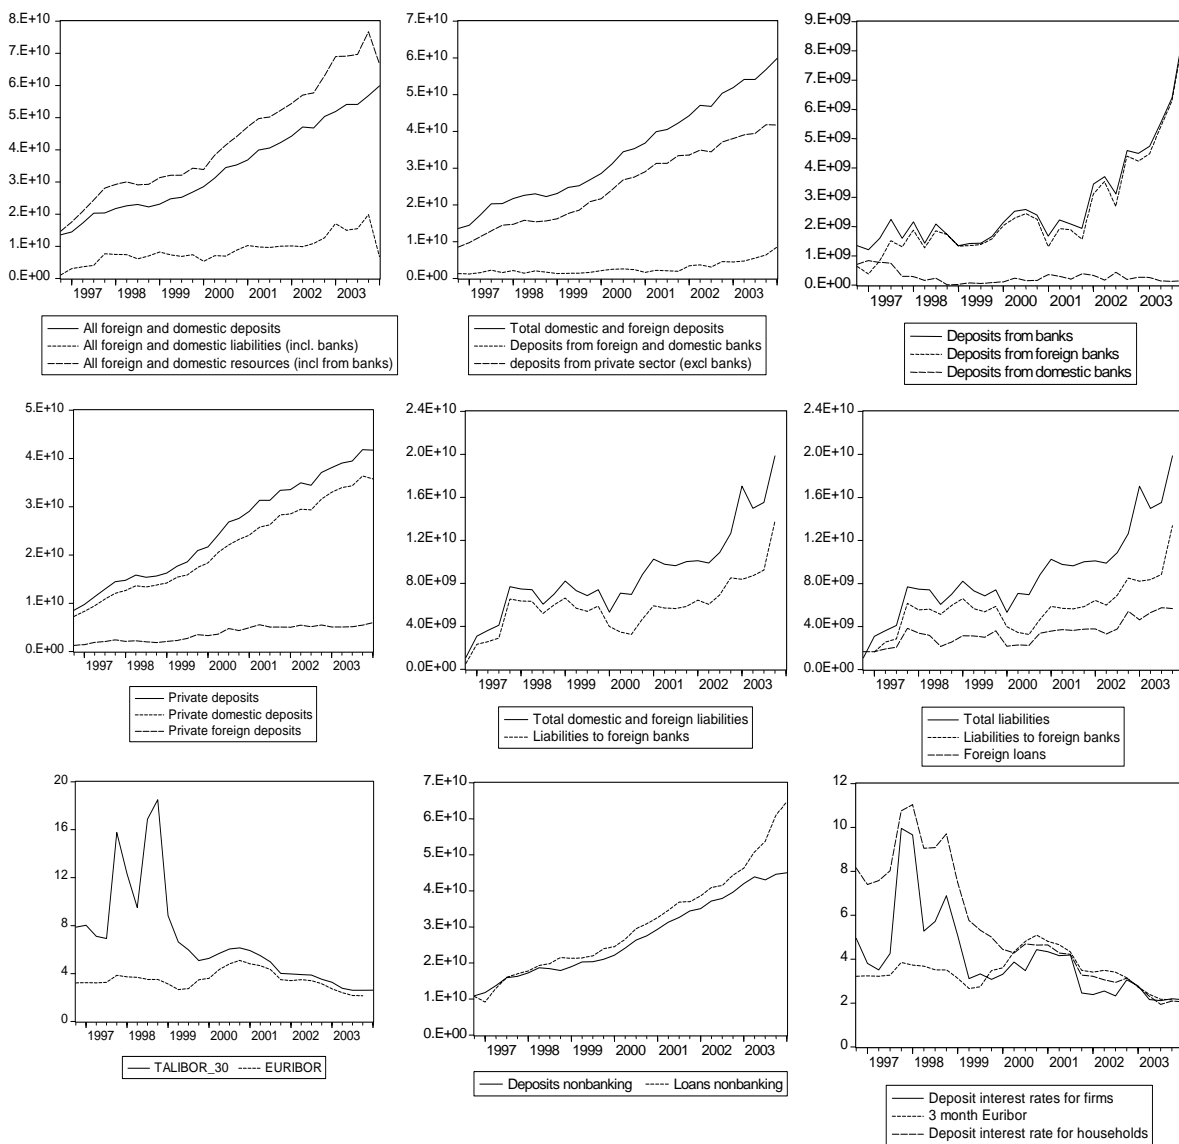 8.E+10
7.E+10
6.E+10
5.E+10
4.E+10
3.E+10
2.E+10
1.E+10
0.E+00
1997 1998 1999 2000 2001 2002 2003
All foreign and domestic deposits
All foreign and domestic liabilities (incl. banks)
All foreign and domestic resources (incl from banks)
7.E+10
6.E+10
5.E+10
4.E+10
3.E+10
2.E+10
1.E+10
0.E+00
1997 1998 1999 2000 2001 2002 2003
Total domestic and foreign deposits
Deposits from foreign and domestic banks
deposits from private sector (excl banks)
9.E+09
8.E+09
7.E+09
6.E+09
5.E+09
4.E+09
3.E+09
2.E+09
1.E+09
0.E+00
1997 1998 1999 2000 2001 2002 2003
Deposits from banks
Deposits from foreign banks
Deposits from domestic banks
5.E+10
4.E+10
3.E+10
2.E+10
1.E+10
0.E+00
1997 1998 1999 2000 2001 2002 2003
Private deposits
Private domestic deposits
Private foreign deposits
2.4E+10
2.0E+10
1.6E+10
1.2E+10
8.0E+09
4.0E+09
0.0E+00
1997 1998 1999 2000 2001 2002 2003
Total domestic and foreign liabilities
Liabilities to foreign banks
2.4E+10
2.0E+10
1.6E+10
1.2E+10
8.0E+09
4.0E+09
0.0E+00
1997 1998 1999 2000 2001 2002 2003
Total liabilities
Liabilities to foreign banks
Foreign loans
20
16
12
8
4
0
1997 1998 1999 2000 2001 2002 2003
TALIBOR_30 EURIBOR
7.E+10
6.E+10
5.E+10
4.E+10
3.E+10
2.E+10
1.E+10
0.E+00
1997 1998 1999 2000 2001 2002 2003
Deposits nonbanking Loans nonbanking
12
10
8
6
4
2
0
1997 1998 1999 2000 2001 2002 2003
Deposit interest rates for firms
3 month Euribor
Deposit interest rate for households